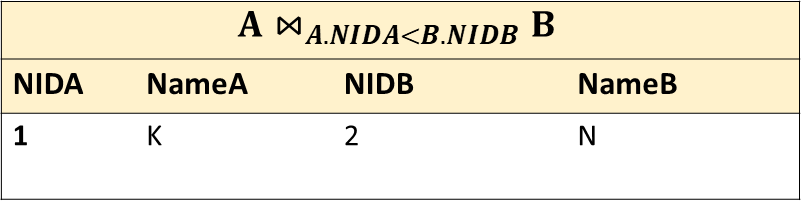 A ⋈A.NIDA<B.NIDB B
NIDA NameA NIDB NameB
1 K 2 N